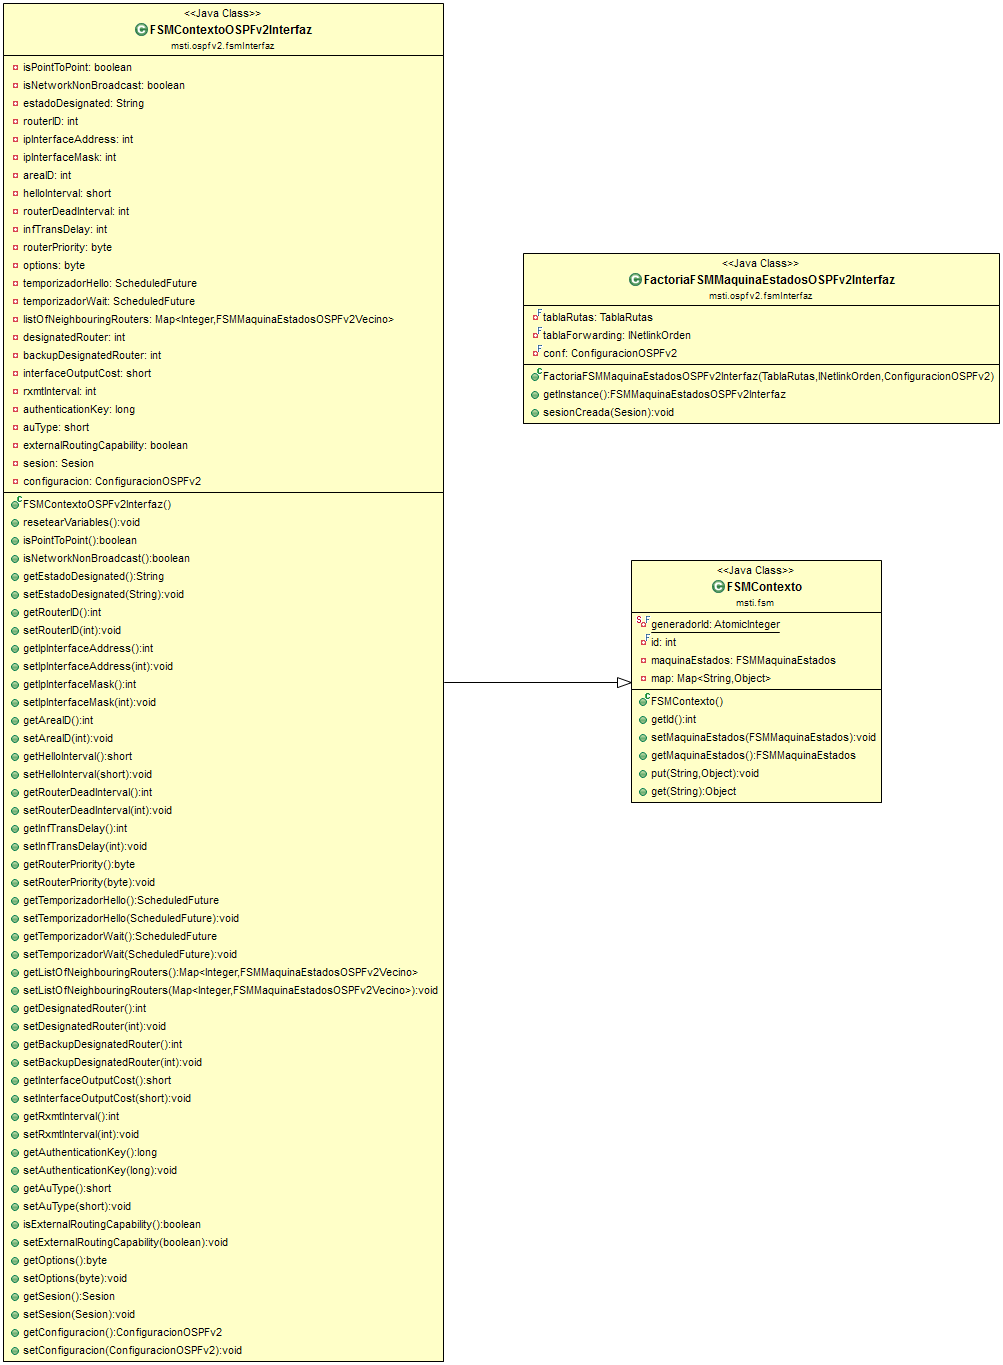 <<Java Class>>
FSMContextoOSPFv2Interfaz
msti.ospfv2.fsmInterfaz
isPointToPoint: boolean
isNetworkNonBroadcast: boolean
estadoDesignated: String
routerID: int
ipInterfaceAddress: int
ipInterfaceMask: int
areaID: int
helloInterval: short
routerDeadInterval: int
infTransDelay: int
routerPriority: byte
options: byte
temporizadorHello: ScheduledFuture
temporizadorWait: ScheduledFuture
listOfNeighbouringRouters: Map<Integer,FSMMaquinaEstadosOSPFv2Vecino>
designatedRouter: int
backupDesignatedRouter: int
interfaceOutputCost: short
rxmtInterval: int
authenticationKey: long
auType: short
externalRoutingCapability: boolean
sesion: Sesion
configuracion: ConfiguracionOSPFv2
FSMContextoOSPFv2Interfaz()
resetearVariables():void
isPointToPoint():boolean
isNetworkNonBroadcast():boolean
getEstadoDesignated():String
setEstadoDesignated(String):void
getRouterID():int
setRouterID(int):void
getIpInterfaceAddress():int
setIpInterfaceAddress(int):void
getIpInterfaceMask():int
setIpInterfaceMask(int):void
getAreaID():int
setAreaID(int):void
getHelloInterval():short
setHelloInterval(short):void
getRouterDeadInterval():int
setRouterDeadInterval(int):void
getInfTransDelay():int
setInfTransDelay(int):void
getRouterPriority():byte
setRouterPriority(byte):void
getTemporizadorHello():ScheduledFuture
setTemporizadorHello(ScheduledFuture):void
getTemporizadorWait():ScheduledFuture
setTemporizadorWait(ScheduledFuture):void
getListOfNeighbouringRouters():Map<Integer,FSMMaquinaEstadosOSPFv2Vecino>
setListOfNeighbouringRouters(Map<Integer,FSMMaquinaEstadosOSPFv2Vecino>):void
getDesignatedRouter():int
setDesignatedRouter(int):void
getBackupDesignatedRouter():int
setBackupDesignatedRouter(int):void
getInterfaceOutputCost():short
setInterfaceOutputCost(short):void
getRxmtInterval():int
setRxmtInterval(int):void
getAuthenticationKey():long
setAuthenticationKey(long):void
getAuType():short
setAuType(short):void
isExternalRoutingCapability():boolean
setExternalRoutingCapability(boolean):void
getOptions():byte
setOptions(byte):void
getSesion():Sesion
setSesion(Sesion):void
getConfiguracion():ConfiguracionOSPFv2
setConfiguracion(ConfiguracionOSPFv2):void
<<Java Class>>
FactoriaFSMMaquinaEstadosOSPFv2Interfaz
msti.ospfv2.fsmInterfaz
tablaRutas: TablaRutas
tablaForwarding: INetlinkOrden
conf: ConfiguracionOSPFv2
FactoriaFSMMaquinaEstadosOSPFv2Interfaz(TablaRutas,INetlinkOrden,ConfiguracionOSPFv2)
getInstance():FSMMaquinaEstadosOSPFv2Interfaz
sesionCreada(Sesion):void
<<Java Class>>
FSMContexto
msti.fsm
generadorId: AtomicInteger
id: int
maquinaEstados: FSMMaquinaEstados
map: Map<String,Object>
FSMContexto()
getId():int
setMaquinaEstados(FSMMaquinaEstados):void
getMaquinaEstados():FSMMaquinaEstados
put(String,Object):void
get(String):Object